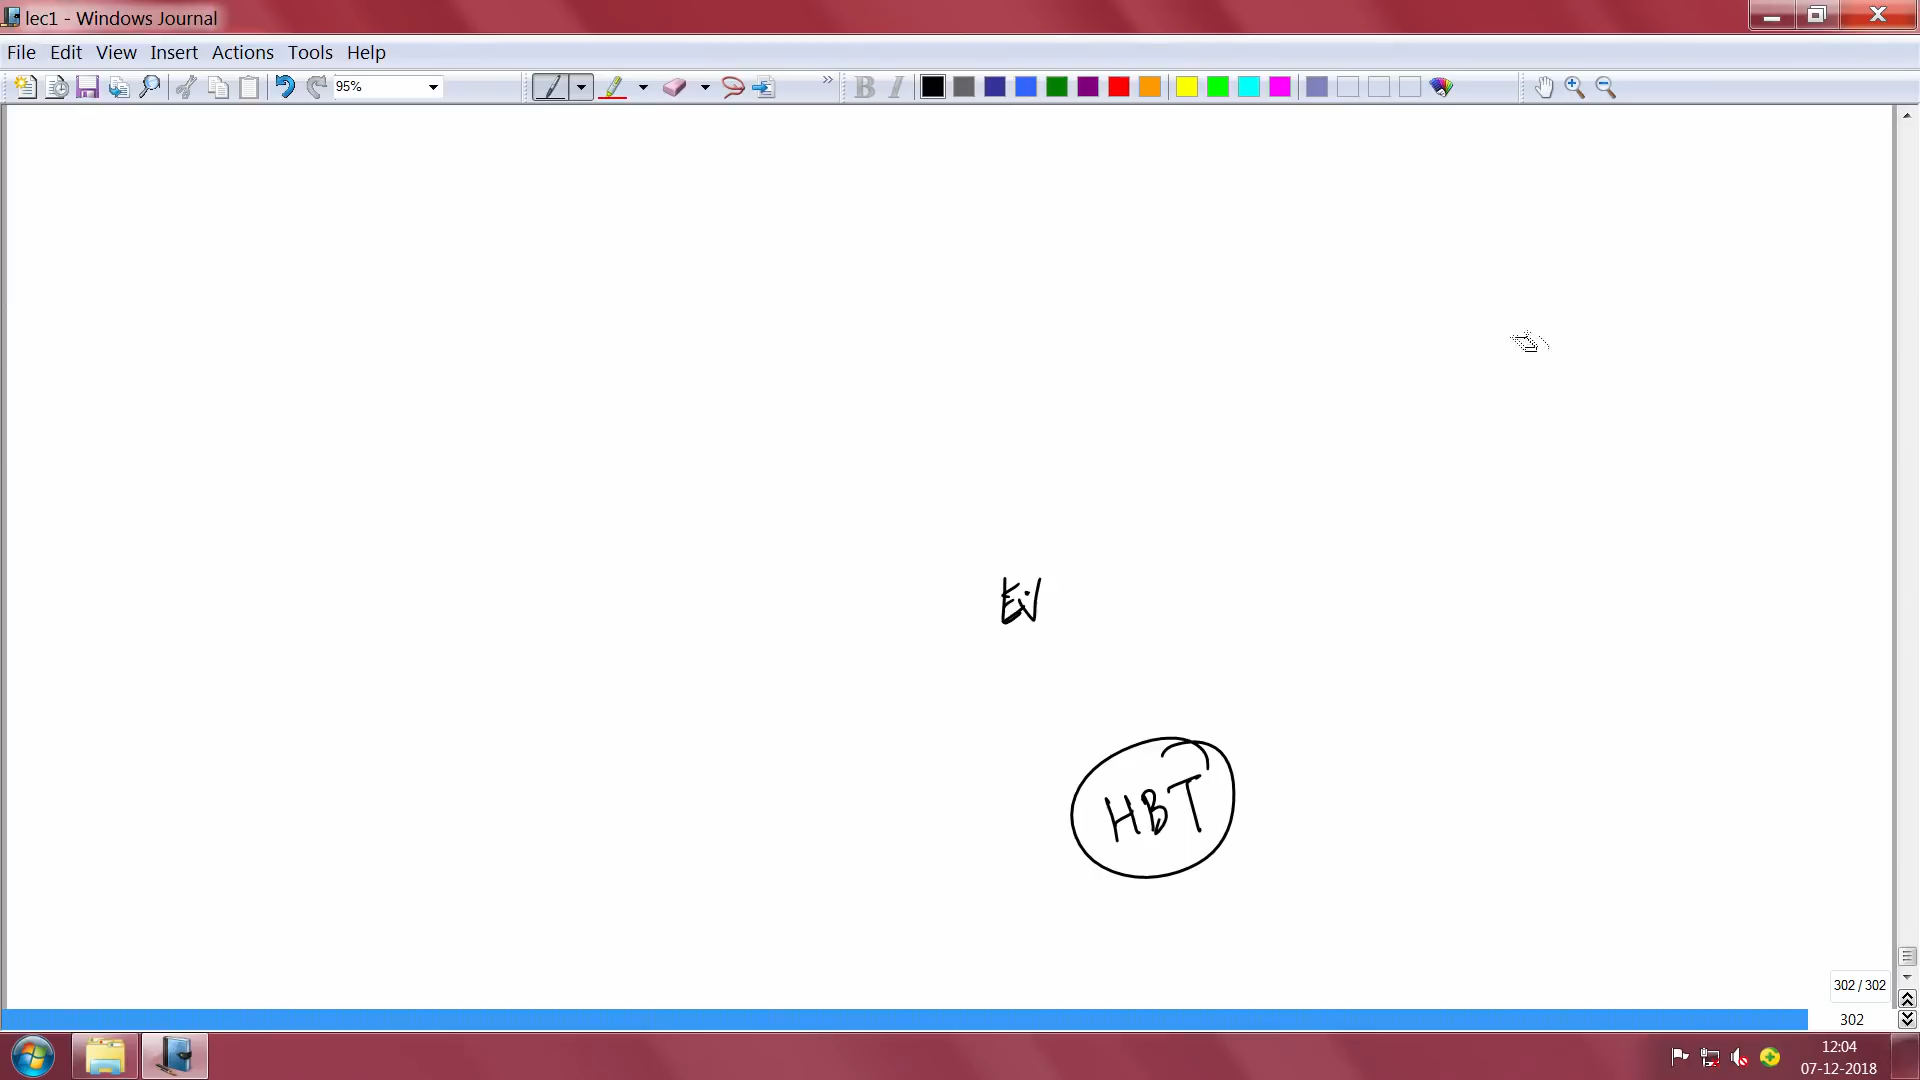 lec1 - Windows Journal
File Edit View Insert Actions Tools Help
95% B I
HBT
302 / 302
302
12:04
07-12-2018